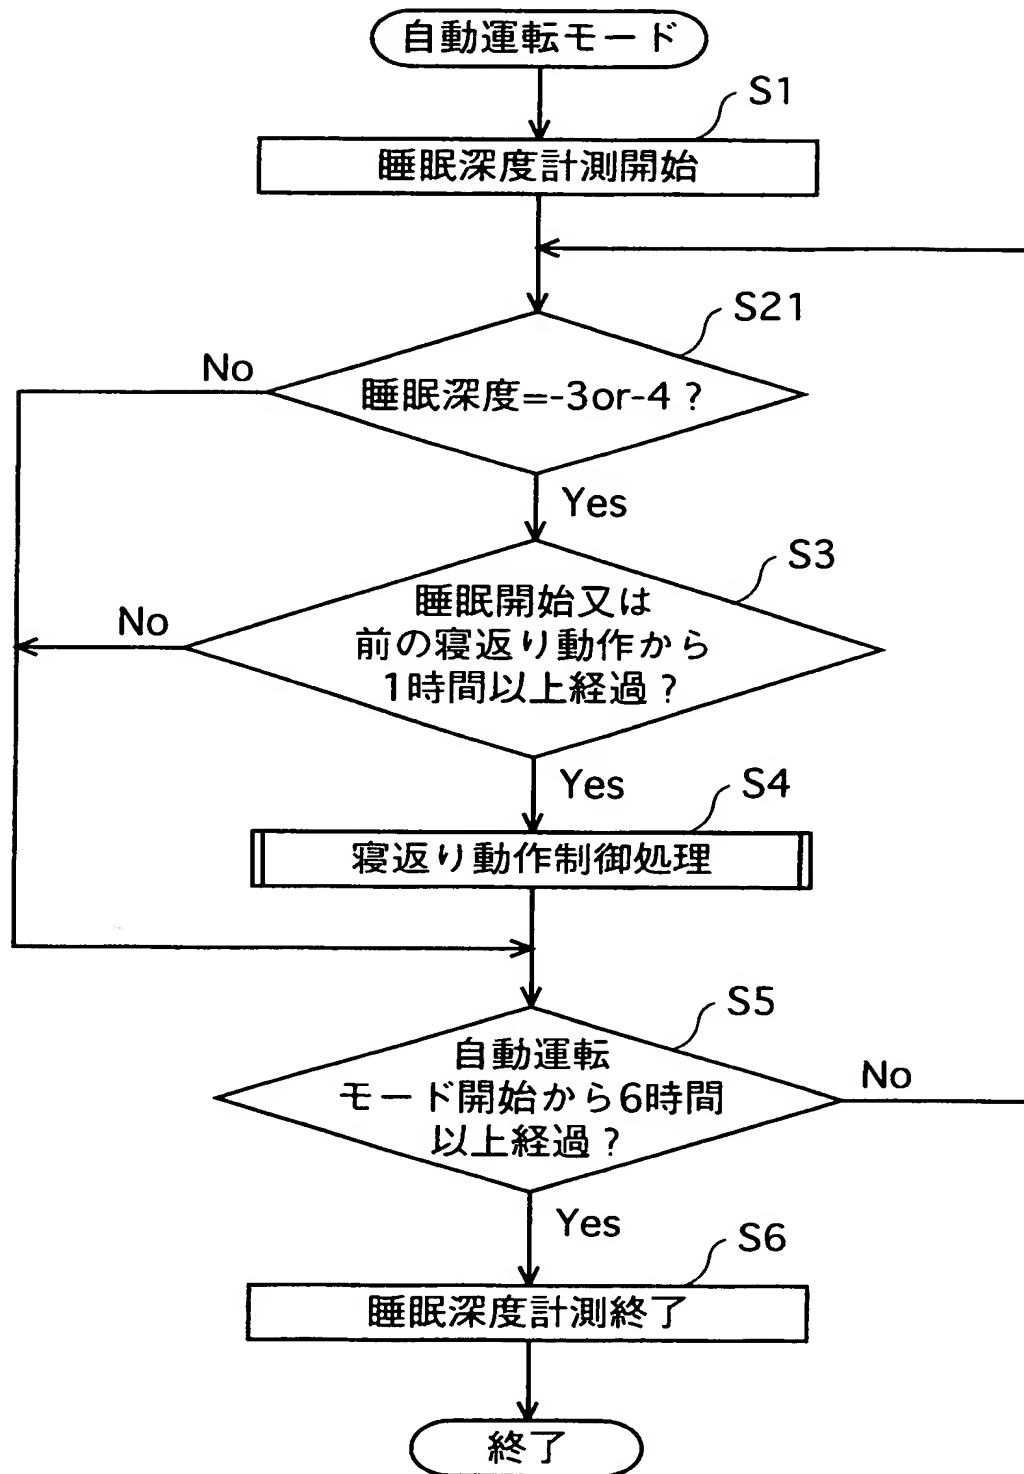 自動運転モード
S1
睡眠深度計測開始
S21
No
睡眠深度=-3or-4？
Yes
S3
No
睡眠開始又は
前の寝返り動作から
1時間以上経過？
Yes
S4
寝返り動作制御処理
S5
自動運転
モード開始から6時間
以上経過？
No
Yes
S6
睡眠深度計測終了
終了